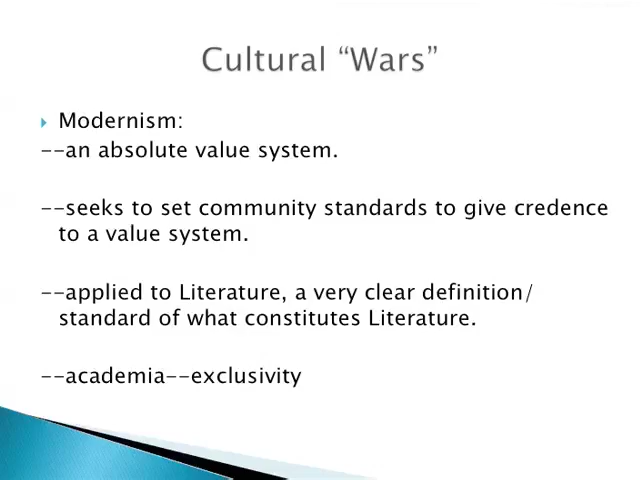 Cultural “Wars”
Modernism:
--an absolute value system.
--seeks to set community standards to give credence
to a value system.
--applied to Literature, a very clear definition/
standard of what constitutes Literature.
--academia--exclusivity